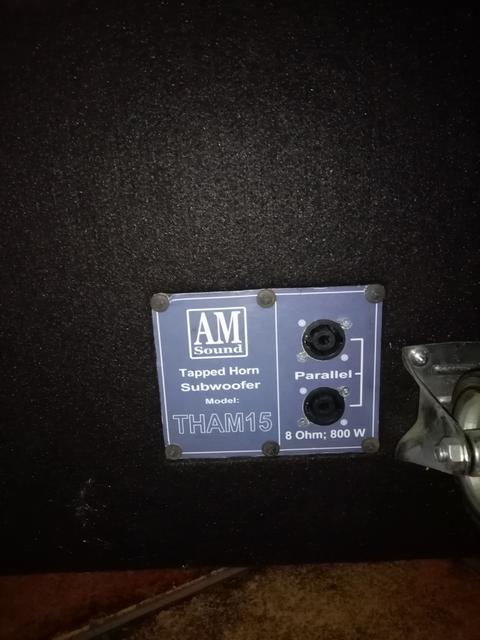 AM
Sound
Tapped Horn
Subwoofer
Model:
THAM15
Parallel
8 Ohm; 800 W